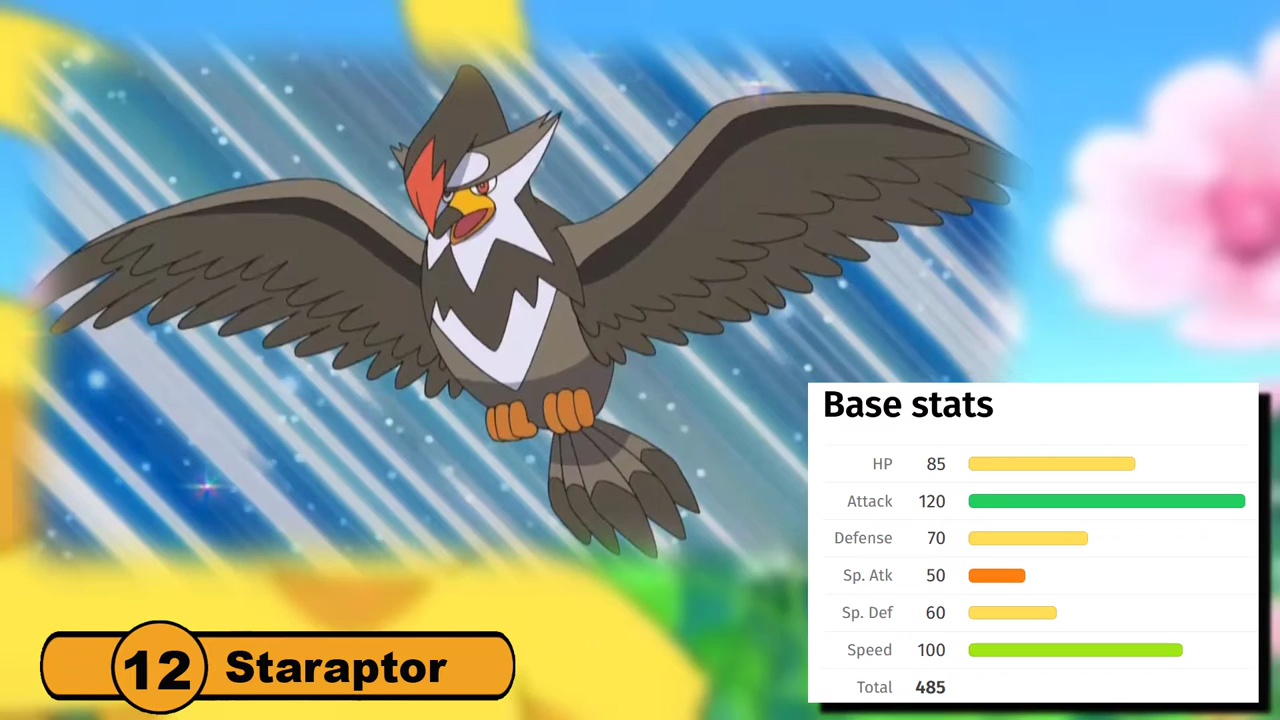 Base stats
HP 85
Attack 120
Defense 70
Sp. Atk 50
Sp. Def 60
Speed 100
Total 485
12 Staraptor